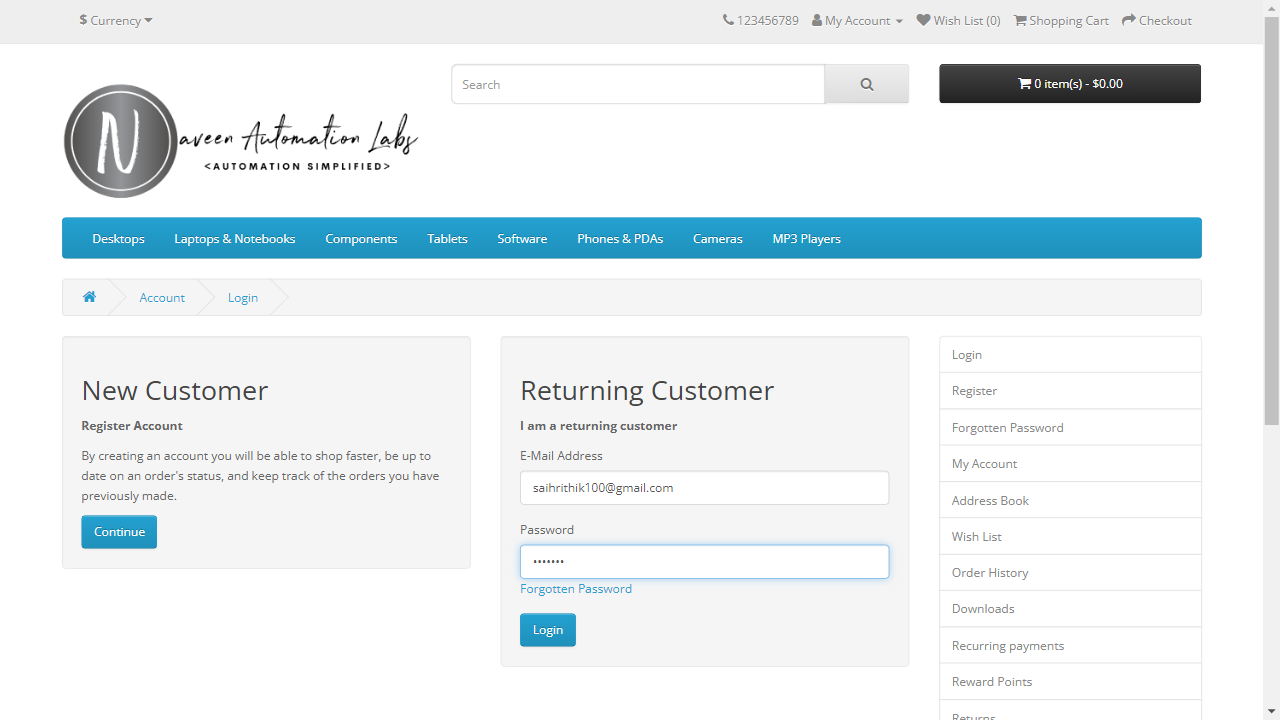 $ Currency
123456789 My Account Wish List (0) Shopping Cart Checkout
Search
0 item(s) - $0.00
Naveen Automation Labs
<AUTOMATION SIMPLIFIED>
Desktops Laptops & Notebooks Components Tablets Software Phones & PDAs Cameras MP3 Players
Account Login
New Customer
Register Account
By creating an account you will be able to shop faster, be up to
date on an order's status, and keep track of the orders you have
previously made.
Continue
Returning Customer
I am a returning customer
E-Mail Address
saihrithik100@gmail.com
Password
•••••••
Forgotten Password
Login
Login
Register
Forgotten Password
My Account
Address Book
Wish List
Order History
Downloads
Recurring payments
Reward Points
Returns